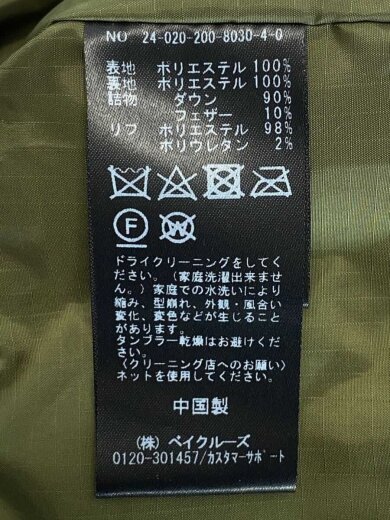 NO 24-020-200-8030-4-0
表地 ポリエステル 100%
裏地 ポリエステル 100%
詰物 ダウン 90%
フェザー 10%
リブ ポリエステル 98%
ポリウレタン 2%
F
W
ドライクリーニングをしてく
ださい。(家庭洗濯出来ませ
ん。)家庭での水洗いにより
縮み、型崩れ、外観・風合い
変化、変色などが生じること
があります。
タンブラー乾燥はお避けくだ
さい。
〈クリーニング店へのお願い〉
ネットを使用してください。
中国製
(株) ベイクルーズ
0120-301457/カスタマーサポート